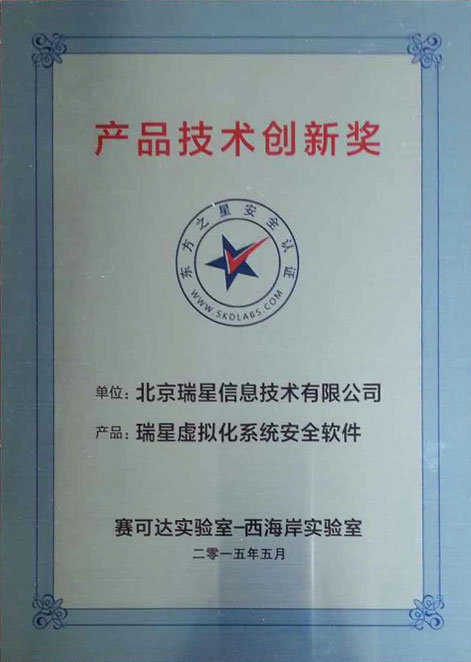 产品技术创新奖
东方之星安全认证
WWW.SKDLABS.COM
单位：北京瑞星信息技术有限公司
产品：瑞星虚拟化系统安全软件
赛可达实验室-西海岸实验室
二零一五年五月